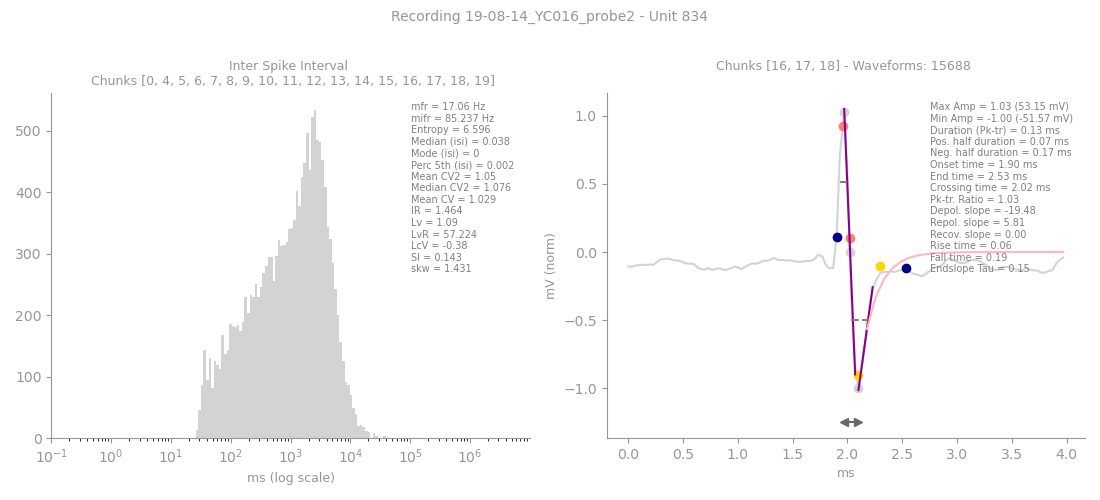 Recording 19-08-14_YC016_probe2 - Unit 834
Inter Spike Interval
Chunks [0, 4, 5, 6, 7, 8, 9, 10, 11, 12, 13, 14, 15, 16, 17, 18, 19]
mfr = 17.06 Hz
mifr = 85.237 Hz
Entropy = 6.596
Median (isi) = 0.038
Mode (isi) = 0
Perc 5th (isi) = 0.002
Mean CV2 = 1.05
Median CV2 = 1.076
Mean CV = 1.029
IR = 1.464
Lv = 1.09
LvR = 57.224
LcV = -0.38
SI = 0.143
skw = 1.431
500
400
300
200
100
0
10⁻¹ 10⁰ 10¹ 10² 10³ 10⁴ 10⁵ 10⁶
ms (log scale)
Chunks [16, 17, 18] - Waveforms: 15688
Max Amp = 1.03 (53.15 mV)
Min Amp = -1.00 (-51.57 mV)
Duration (Pk-tr) = 0.13 ms
Pos. half duration = 0.07 ms
Neg. half duration = 0.17 ms
Onset time = 1.90 ms
End time = 2.53 ms
Crossing time = 2.02 ms
Pk-tr. Ratio = 1.03
Depol. slope = -19.48
Repol. slope = 5.81
Recov. slope = 0.00
Rise time = 0.06
Fall time = 0.19
Endslope Tau = 0.15
mV (norm)
1.0
0.5
0.0
−0.5
−1.0
0.0 0.5 1.0 1.5 2.0 2.5 3.0 3.5 4.0
ms